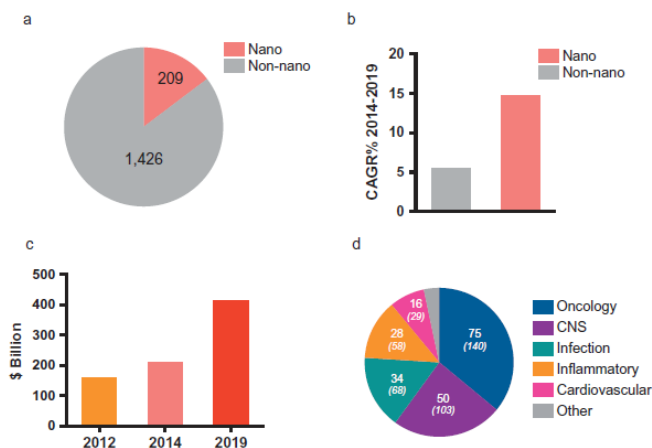 a
Nano
Non-nano
209
1,426
b
Nano
Non-nano
CAGR% 2014-2019
20
15
10
5
0
c
$ Billion
500
400
300
200
100
0
2012 2014 2019
d
75
(140)
50
(103)
34
(68)
28
(58)
16
(29)
Oncology
CNS
Infection
Inflammatory
Cardiovascular
Other